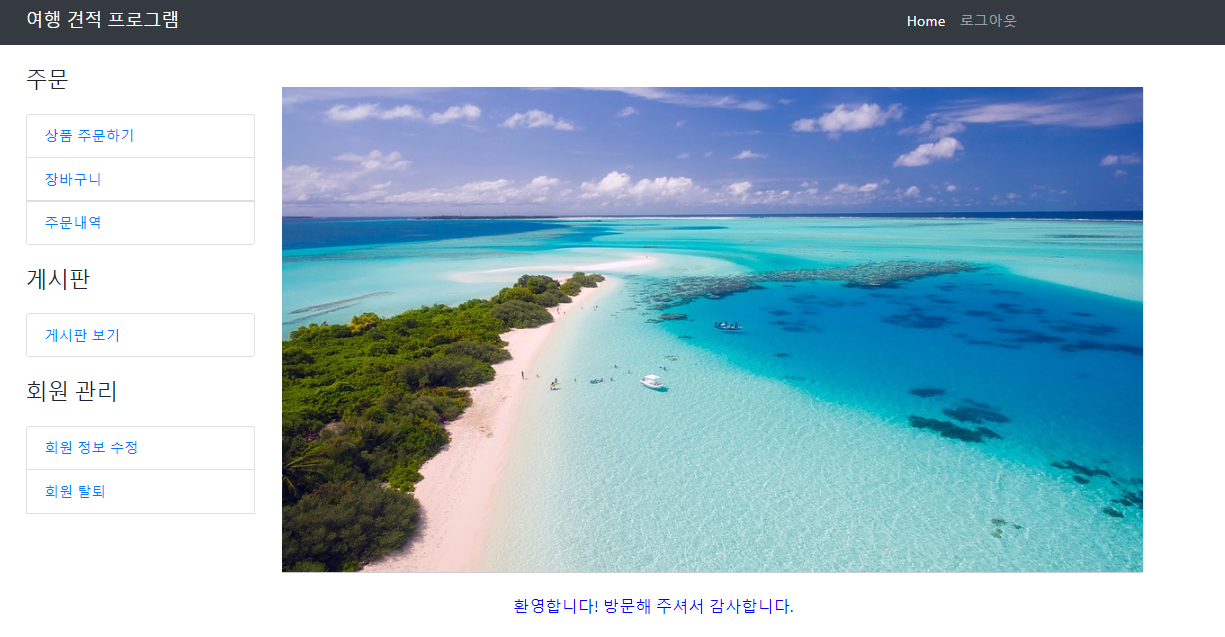 여행 견적 프로그램
Home 로그아웃
주문
상품 주문하기
장바구니
주문내역
게시판
게시판 보기
회원 관리
회원 정보 수정
회원 탈퇴
환영합니다! 방문해 주셔서 감사합니다.